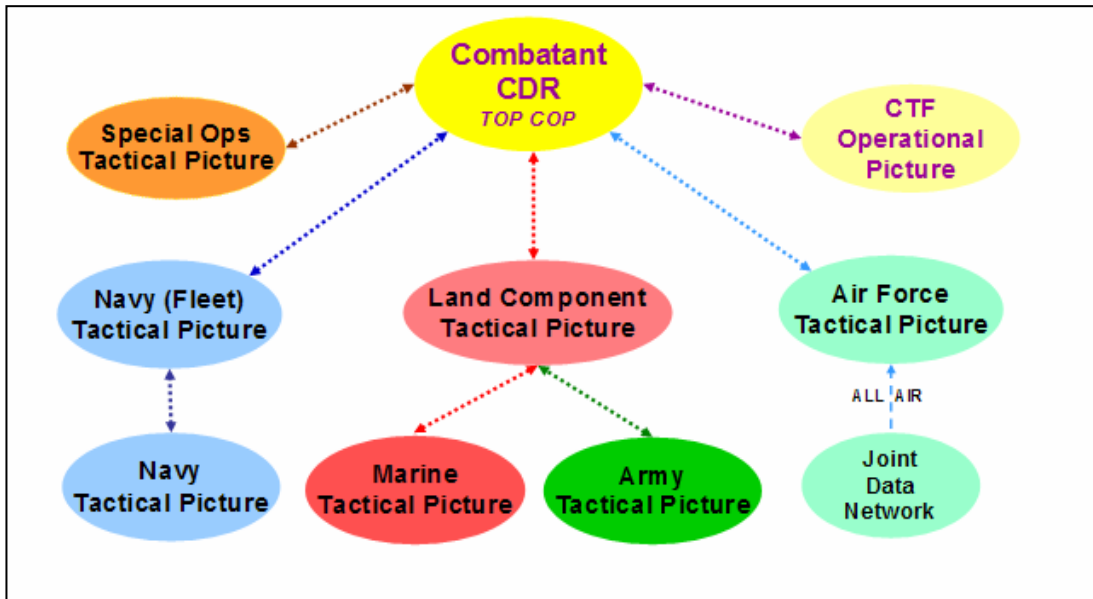 Combatant
CDR
TOP COP
Special Ops
Tactical Picture
CTF
Operational
Picture
Navy (Fleet)
Tactical Picture
Land Component
Tactical Picture
Air Force
Tactical Picture
ALL AIR
Navy
Tactical Picture
Marine
Tactical Picture
Army
Tactical Picture
Joint
Data
Network